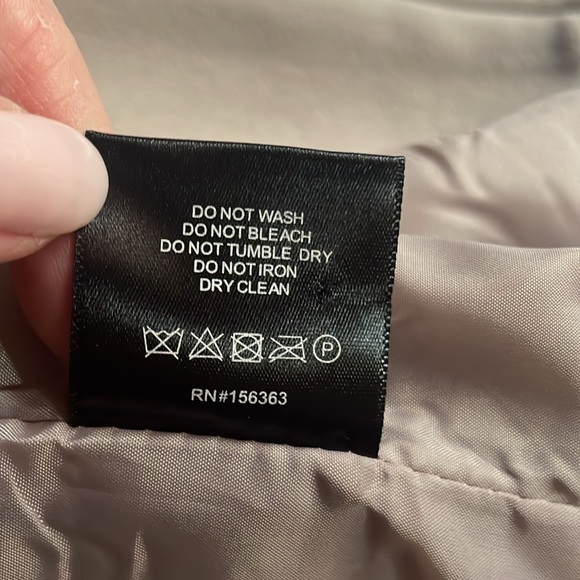 DO NOT WASH
DO NOT BLEACH
DO NOT TUMBLE DRY
DO NOT IRON
DRY CLEAN
P
RN#156363